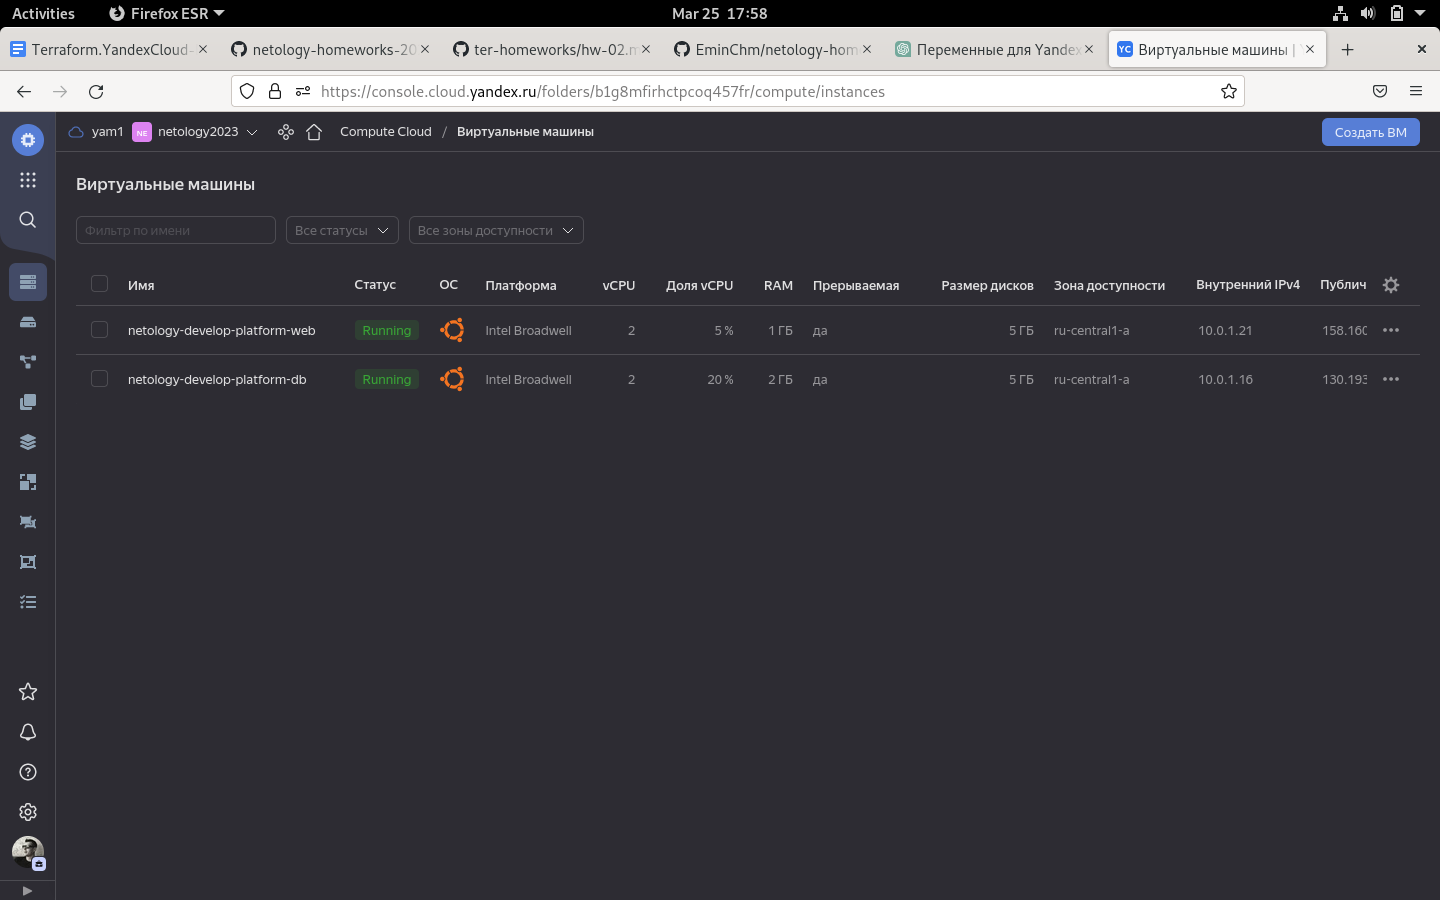 Activities Firefox ESR Mar 25 17:58
Terraform.YandexCloud- netology-homeworks-20 ter-homeworks/hw-02.m EminChm/netology-hom Переменные для Yandex Виртуальные машины |
https://console.cloud.yandex.ru/folders/b1g8mfirhctpcoq457fr/compute/instances
yam1 NE netology2023 Compute Cloud / Виртуальные машины Создать ВМ
Виртуальные машины
Фильтр по имени Все статусы Все зоны доступности
Имя Статус ОС Платформа vCPU Доля vCPU RAM Прерываемая Размер дисков Зона доступности Внутренний IPv4 Публич
netology-develop-platform-web Running Intel Broadwell 2 5 % 1 ГБ да 5 ГБ ru-central1-a 10.0.1.21 158.160
netology-develop-platform-db Running Intel Broadwell 2 20 % 2 ГБ да 5 ГБ ru-central1-a 10.0.1.16 130.193